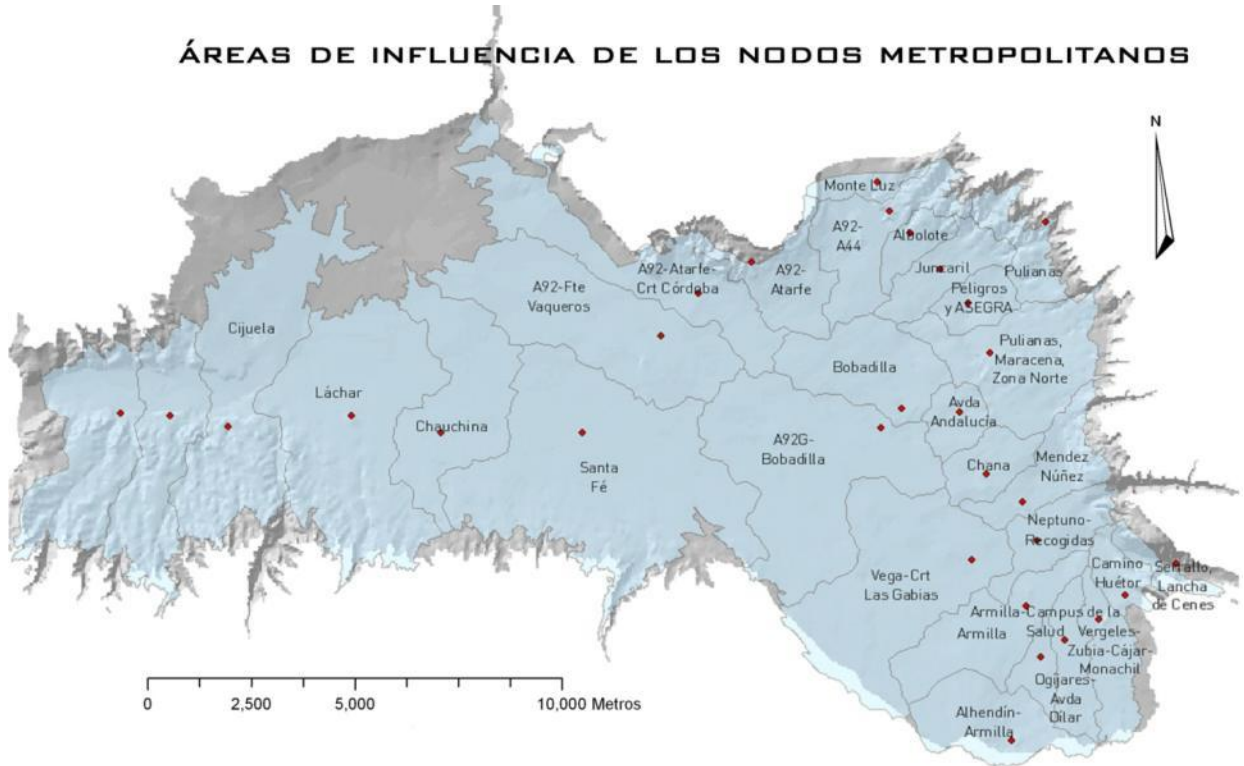 ÁREAS DE INFLUENCIA DE LOS NODOS METROPOLITANOS
N
Monte Luz
A92-
A44
Albolote
Juncaril
Pulianas
Peligros
y ASEGRA
A92-Atarfe-
Crt Córdoba
A92-
Atarfe
A92-Fte
Vaqueros
Cijuela
Pulianas,
Maracena,
Zona Norte
Bobadilla
Láchar
Chauchina
Avda
Andalucía
A92G-
Bobadilla
Santa
Fé
Chana
Mendez
Núñez
Neptuno-
Recogidas
Camino
Huétor
Serrallo,
Lancha
de Cenes
Vega-Crt
Las Gabias
Armilla-
Armilla
Campus de la
Salud
Vergeles-
Zubia-Cájar-
Monachil
Ogíjares-
Avda
Dílar
Alhendín-
Armilla
0 2,500 5,000 10,000 Metros